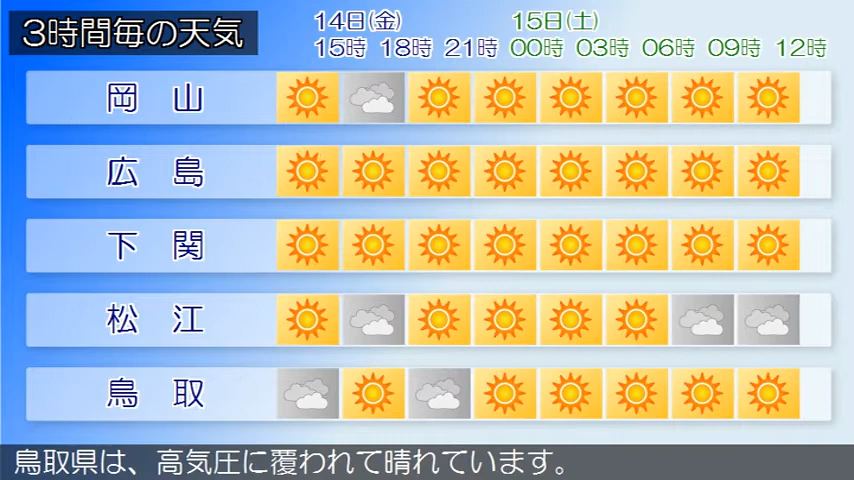 3時間毎の天気
14日(金) 15日(土)
15時 18時 21時 00時 03時 06時 09時 12時
岡 山
広 島
下 関
松 江
鳥 取
鳥取県は、高気圧に覆われて晴れています。